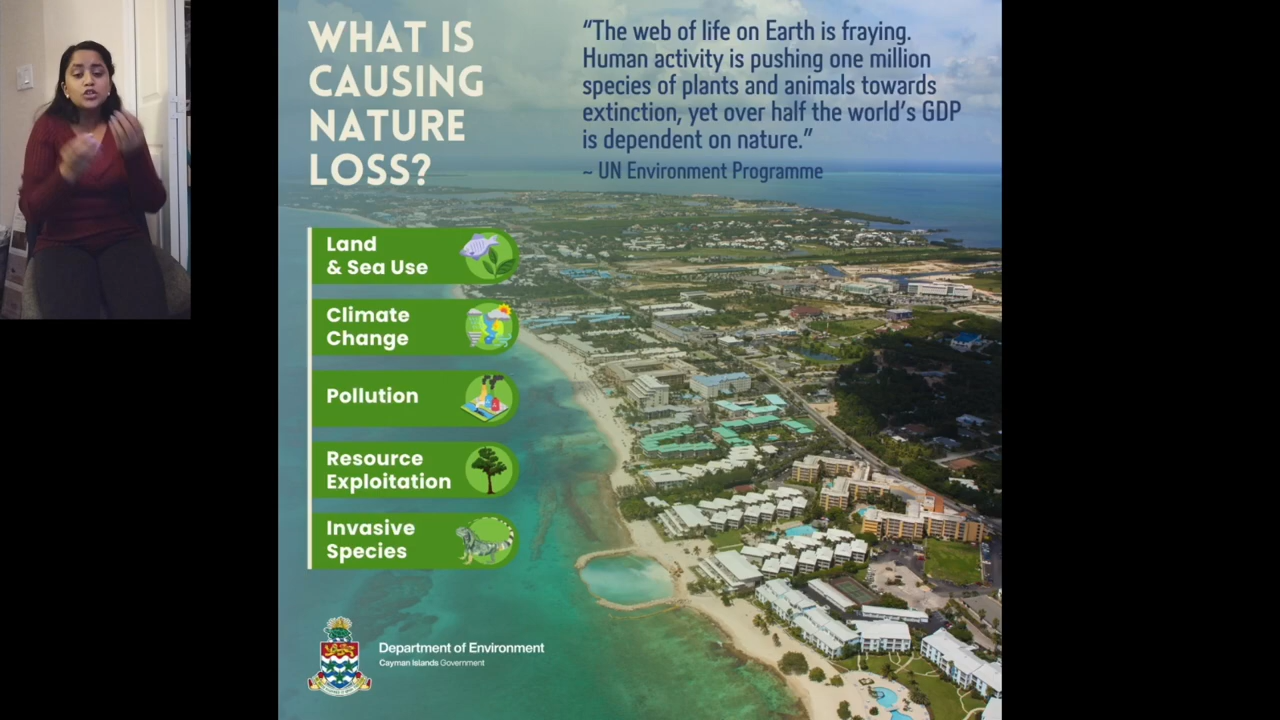 WHAT IS
CAUSING
NATURE
LOSS?
“The web of life on Earth is fraying.
Human activity is pushing one million
species of plants and animals towards
extinction, yet over half the world’s GDP
is dependent on nature.”
~ UN Environment Programme
Land
& Sea Use
Climate
Change
Pollution
Resource
Exploitation
Invasive
Species
Department of Environment
Cayman Islands Government